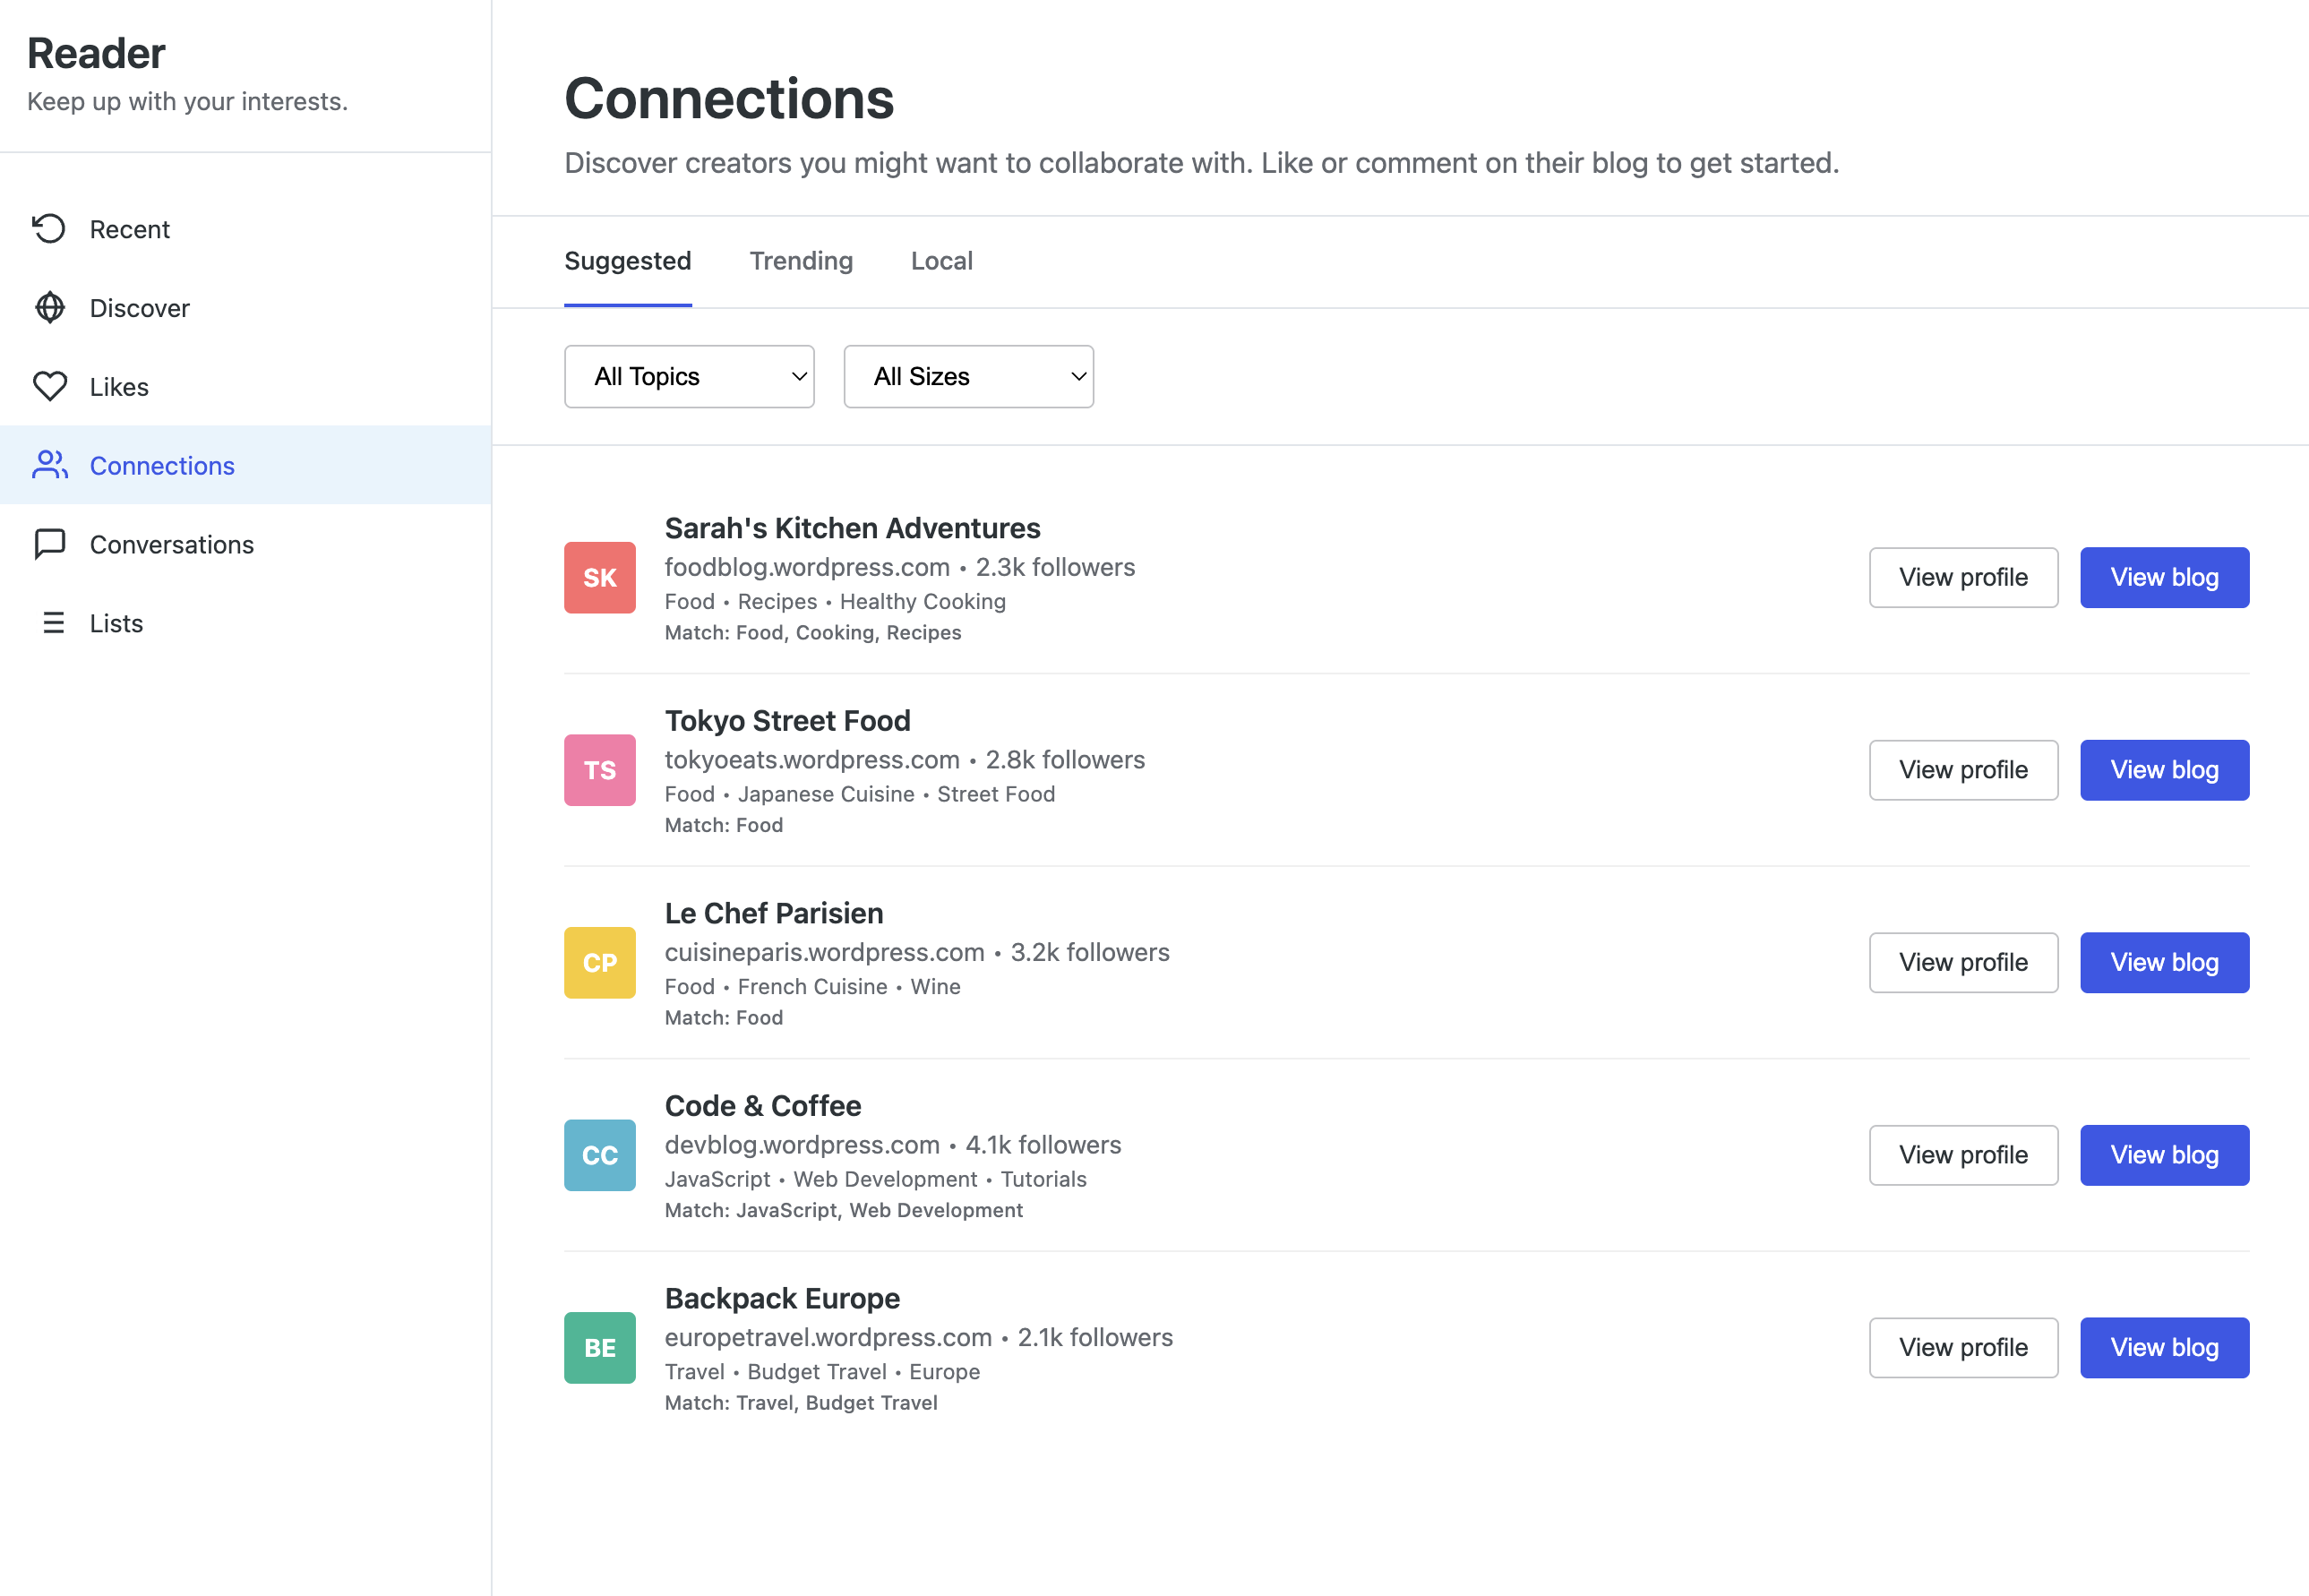 Reader
Keep up with your interests.
Recent
Discover
Likes
Connections
Conversations
Lists
Connections
Discover creators you might want to collaborate with. Like or comment on their blog to get started.
Suggested Trending Local
All Topics All Sizes
SK
Sarah's Kitchen Adventures
foodblog.wordpress.com • 2.3k followers
Food • Recipes • Healthy Cooking
Match: Food, Cooking, Recipes
View profile View blog
TS
Tokyo Street Food
tokyoeats.wordpress.com • 2.8k followers
Food • Japanese Cuisine • Street Food
Match: Food
View profile View blog
CP
Le Chef Parisien
cuisineparis.wordpress.com • 3.2k followers
Food • French Cuisine • Wine
Match: Food
View profile View blog
CC
Code & Coffee
devblog.wordpress.com • 4.1k followers
JavaScript • Web Development • Tutorials
Match: JavaScript, Web Development
View profile View blog
BE
Backpack Europe
europetravel.wordpress.com • 2.1k followers
Travel • Budget Travel • Europe
Match: Travel, Budget Travel
View profile View blog